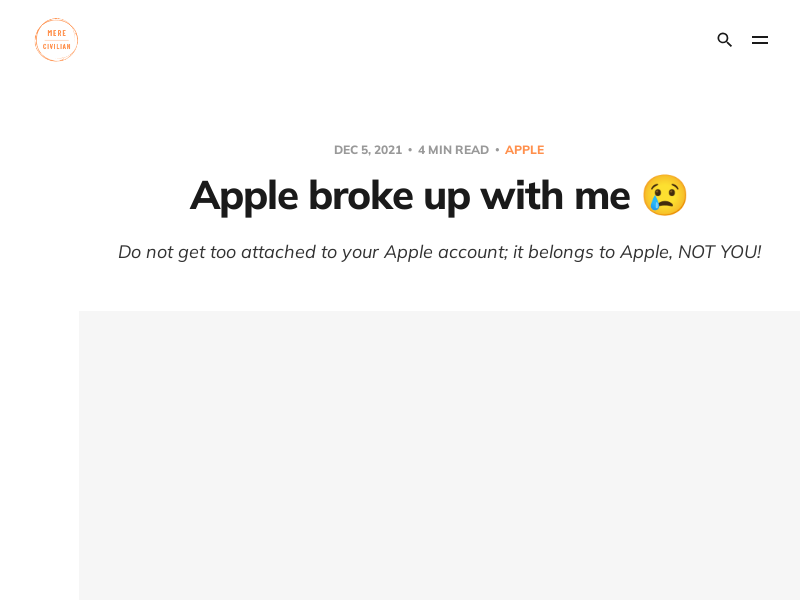 MERE
CIVILIAN
DEC 5, 2021 • 4 MIN READ • APPLE
Apple broke up with me 😢
Do not get too attached to your Apple account; it belongs to Apple, NOT YOU!